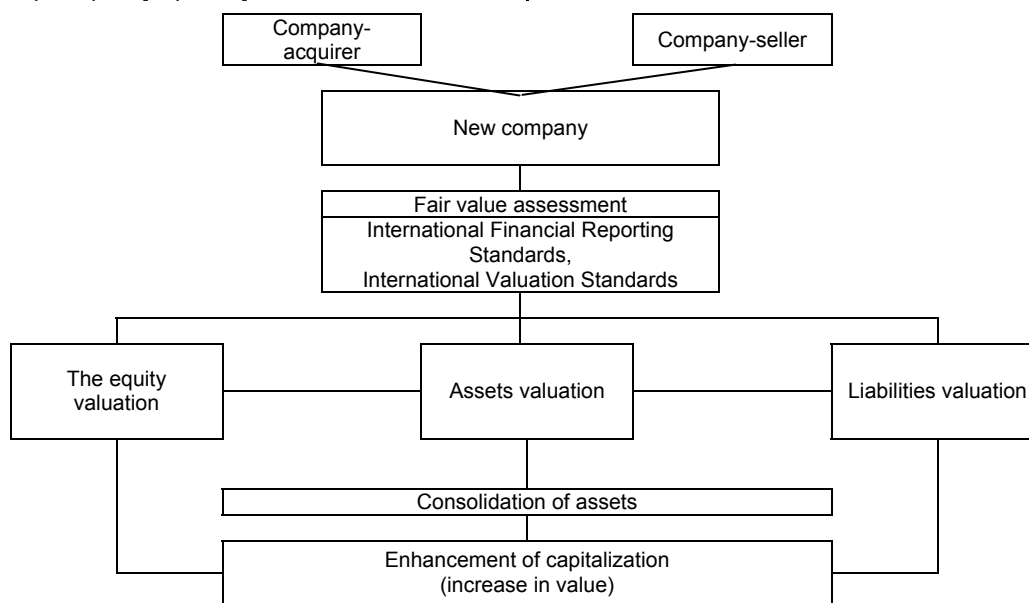 Company-
acquirer
Company-seller
New company
Fair value assessment
International Financial Reporting
Standards,
International Valuation Standards
The equity
valuation
Assets valuation
Liabilities valuation
Consolidation of assets
Enhancement of capitalization
(increase in value)